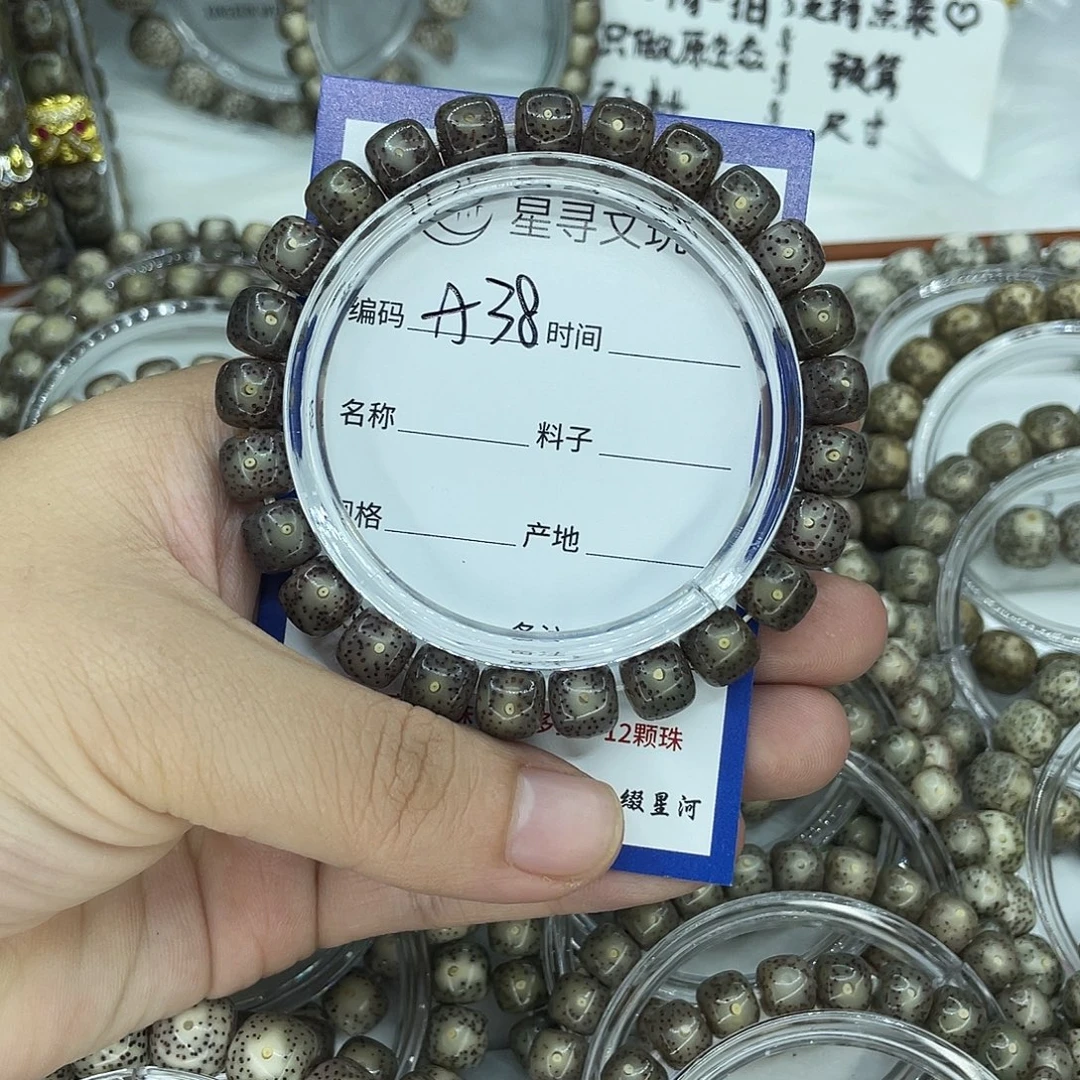 只做原生态
预算
尺寸
星寻文玩
编码 A38 时间
名称 料子
规格 产地
12颗珠
缀星河